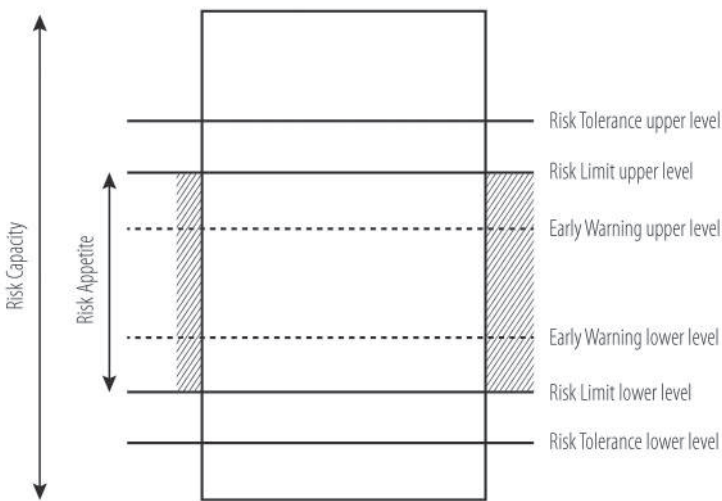 Risk Tolerance upper level
Risk Limit upper level
Early Warning upper level
Risk Capacity
Risk Appetite
Early Warning lower level
Risk Limit lower level
Risk Tolerance lower level